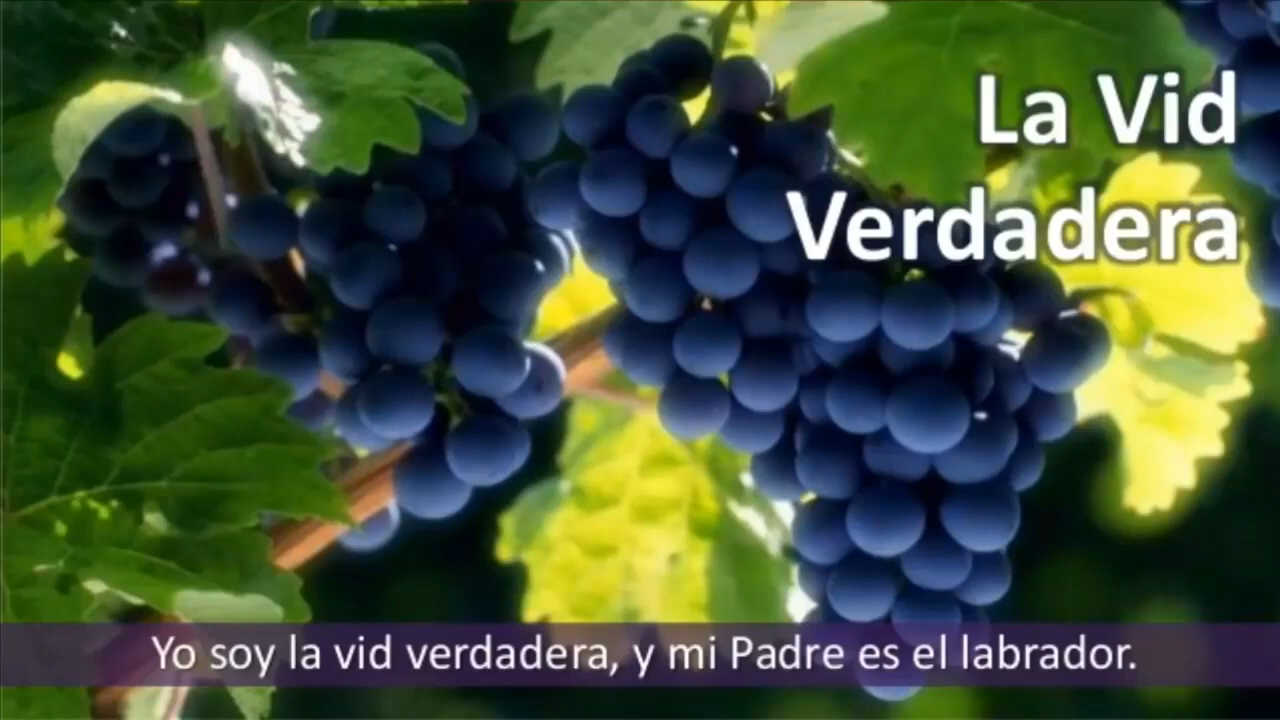 La Vid
Verdadera
Yo soy la vid verdadera, y mi Padre es el labrador.